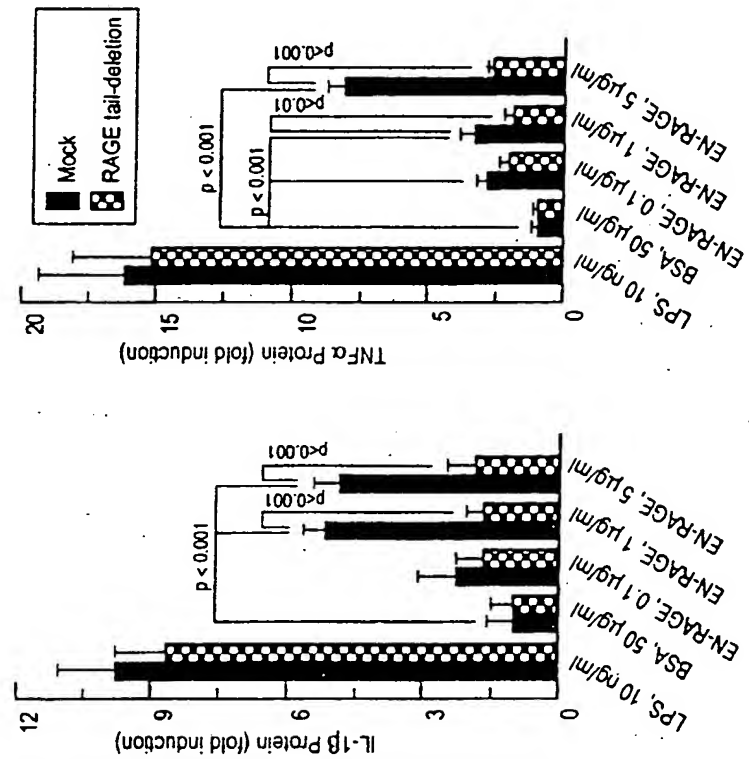 Mock
RAGE tail-deletion
TNFα Protein (fold induction)
20
15
10
5
0
p < 0.001
p < 0.001
p<0.01
p<0.001
LPS, 10 ng/ml
BSA, 50 µg/ml
EN-RAGE, 0.1 µg/ml
EN-RAGE, 1 µg/ml
EN-RAGE, 5 µg/ml
IL-1β Protein (fold induction)
12
9
6
3
0
p < 0.001
p<0.001
p<0.001
LPS, 10 ng/ml
BSA, 50 µg/ml
EN-RAGE, 0.1 µg/ml
EN-RAGE, 1 µg/ml
EN-RAGE, 5 µg/ml